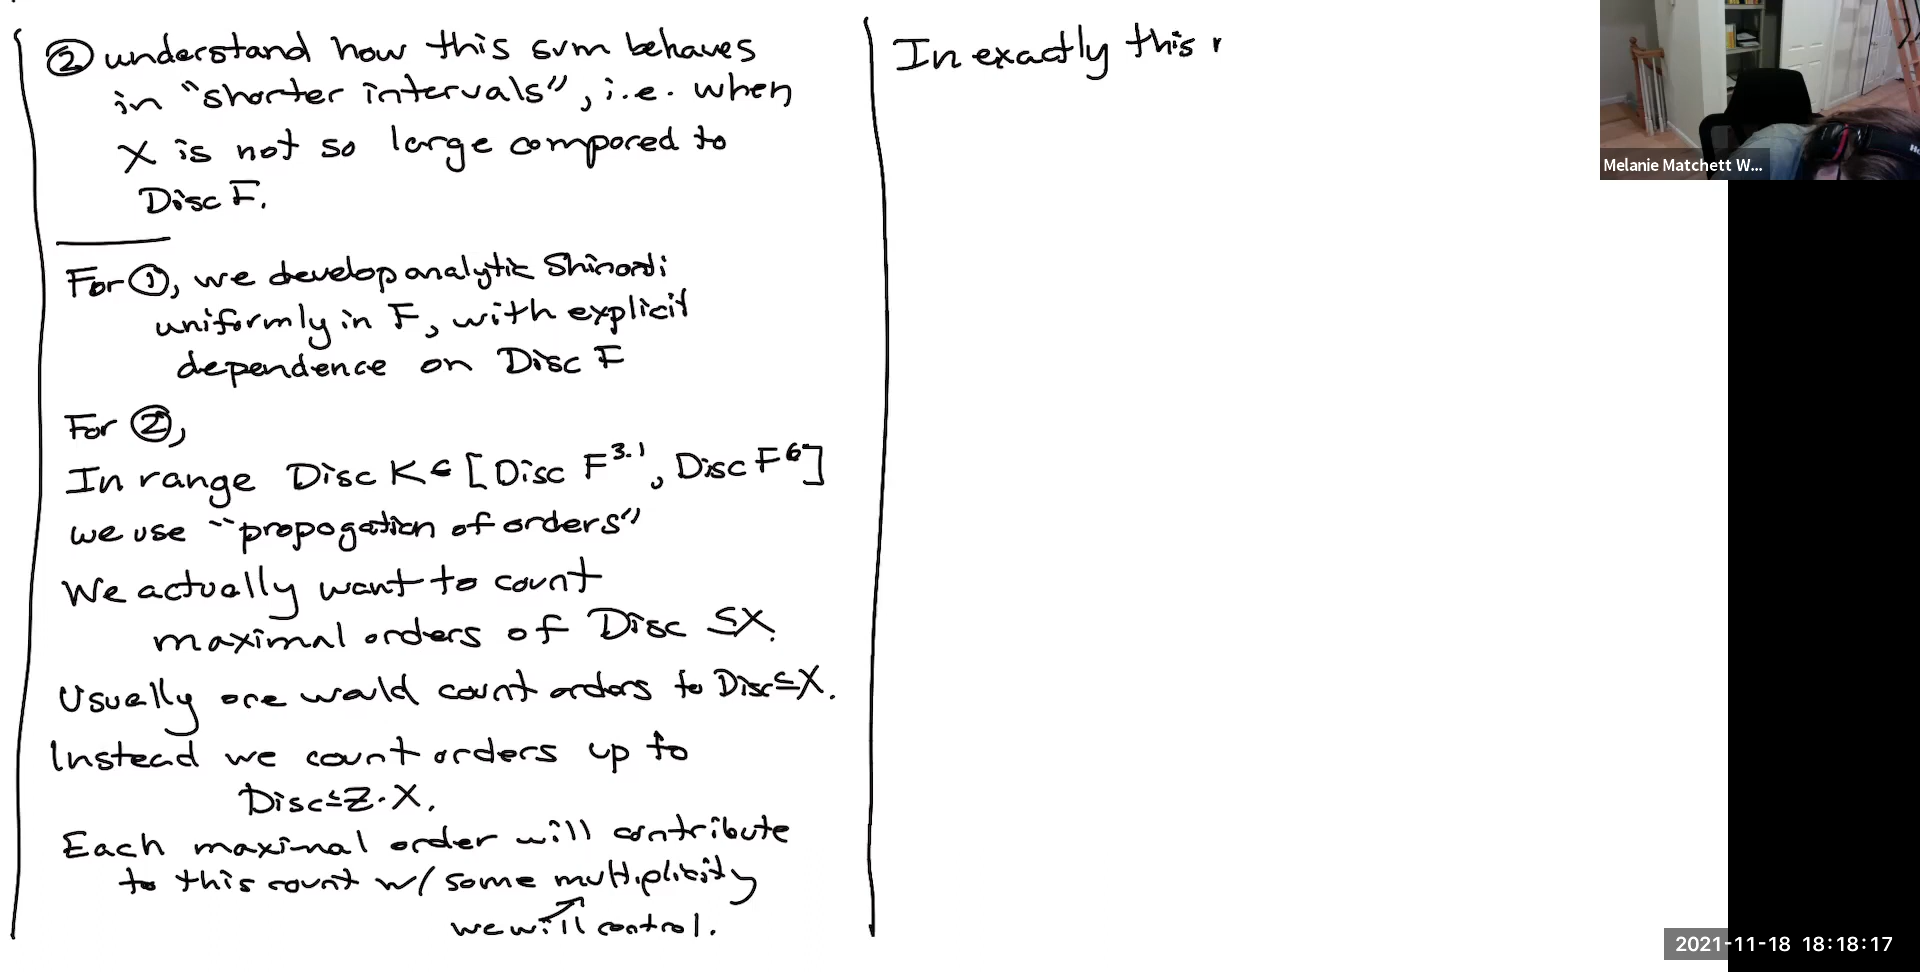 ② understand how this sum behaves
in "shorter intervals", i.e. when
X is not so large compared to
Disc F.
For ①, we develop analytic Shinodi
uniformly in F, with explicit
dependence on Disc F
For ②,
In range Disc K ∈ [Disc F^3.1, Disc F^6]
we use "propogation of orders"
We actually want to count
maximal orders of Disc ≤X.
Usually one would count orders to Disc≤X.
Instead we count orders up to
Disc≤Z·X.
Each maximal order will contribute
to this count w/ some multiplicity
we will control.
In exactly this
Melanie Matchett W...
2021-11-18 18:18:17